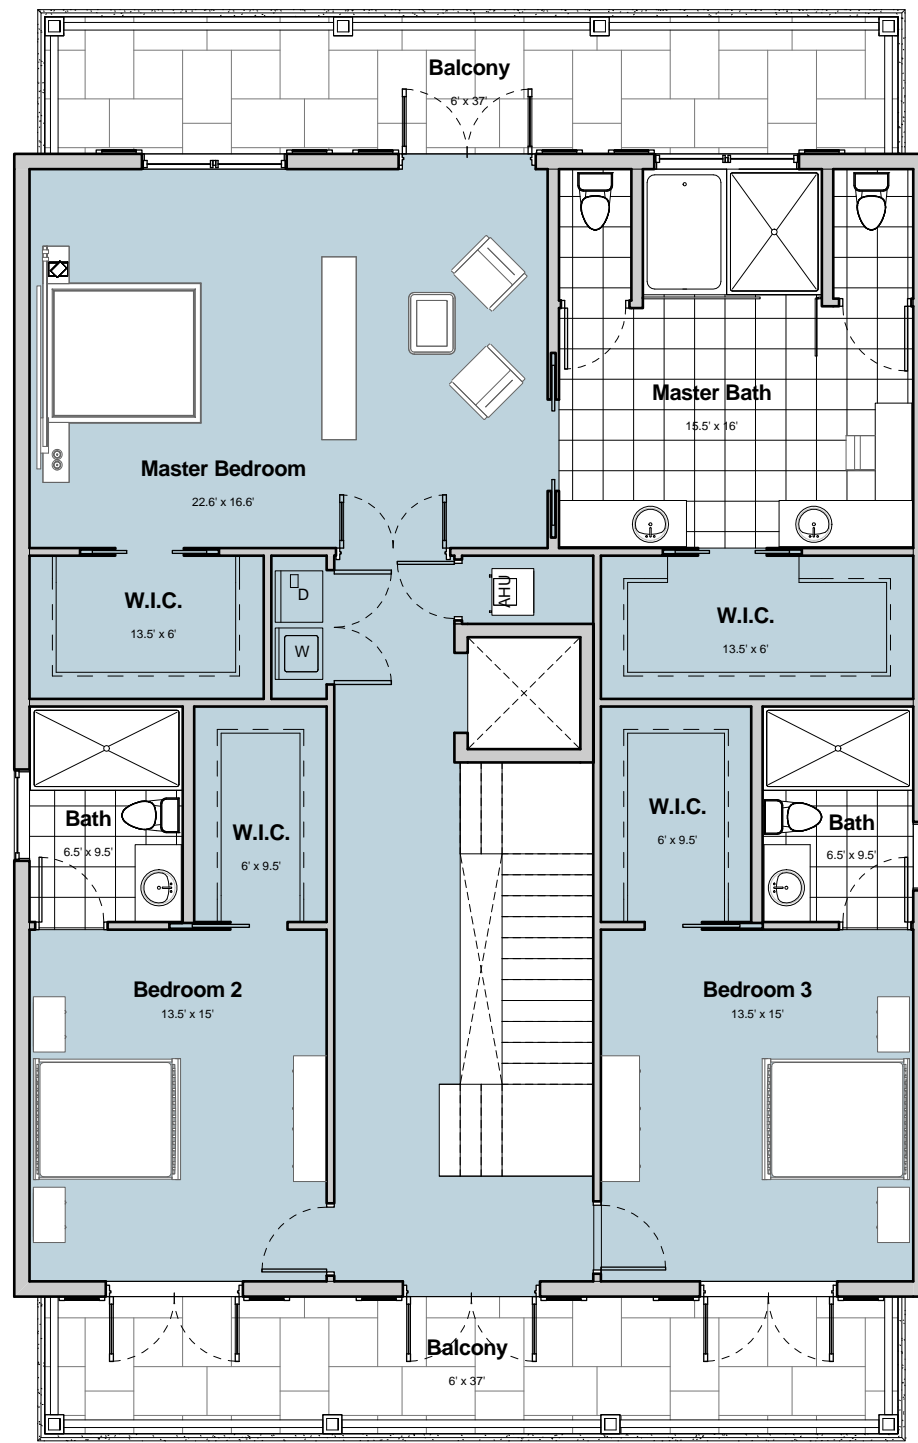 Balcony
6' x 37'
Master Bath
15.5' x 16'
Master Bedroom
22.6' x 16.6'
W.I.C.
13.5' x 6'
D
AHU
W.I.C.
13.5' x 6'
W
Bath
6.5' x 9.5'
W.I.C.
6' x 9.5'
W.I.C.
6' x 9.5'
Bath
6.5' x 9.5'
Bedroom 2
13.5' x 15'
Bedroom 3
13.5' x 15'
Balcony
6' x 37'